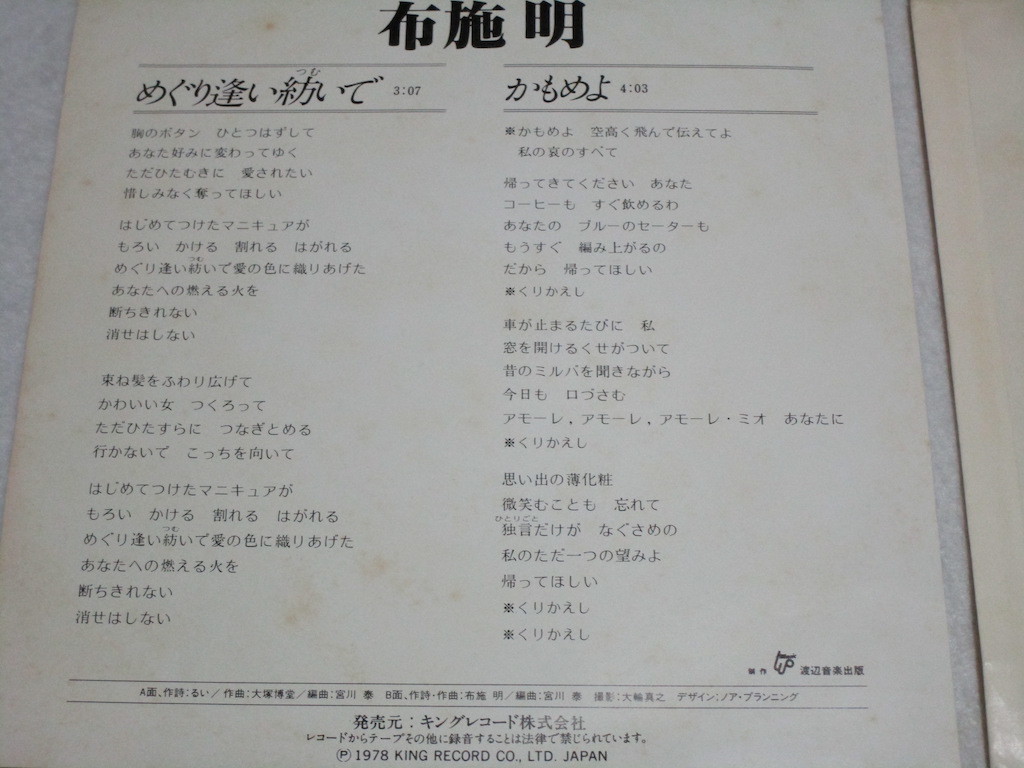 布施 明
めぐり逢い紡いで 3:07
つむ
胸のボタン ひとつはずして
あなた好みに変わってゆく
ただひたむきに 愛されたい
惜しみなく奪ってほしい
はじめてつけたマニキュアが
もろい かける 割れる はがれる
つむ
めぐり逢い紡いで愛の色に織りあげた
あなたへの燃える火を
断ちきれない
消せはしない
束ね髪をふわり広げて
かわいい女 つくろって
ただひたすらに つなぎとめる
行かないで こっちを向いて
はじめてつけたマニキュアが
もろい かける 割れる はがれる
つむ
めぐり逢い紡いで愛の色に織りあげた
あなたへの燃える火を
断ちきれない
消せはしない
かもめよ 4:03
※かもめよ 空高く飛んで伝えてよ
私の哀のすべて
帰ってきてください あなた
コーヒーも すぐ飲めるわ
あなたの ブルーのセーターも
もうすぐ 編み上がるの
だから 帰ってほしい
※くりかえし
車が止まるたびに 私
窓を開けるくせがついて
昔のミルバを聞きながら
今日も 口づさむ
アモーレ,アモーレ,アモーレ・ミオ あなたに
※くりかえし
思い出の薄化粧
微笑むことも 忘れて
ひとりごと
独言だけが なぐさめの
私のただ一つの望みよ
帰ってほしい
※くりかえし
※くりかえし
製作 渡辺音楽出版
A面、作詩:るい/作曲:大塚博堂/編曲:宮川 泰 B面、作詩・作曲:布施 明/編曲:宮川 泰 撮影:大輪真之 デザイン:ノア・プランニング
発売元:キングレコード株式会社
レコードからテープその他に録音することは法律で禁じられています。
Ⓟ1978 KING RECORD CO., LTD. JAPAN